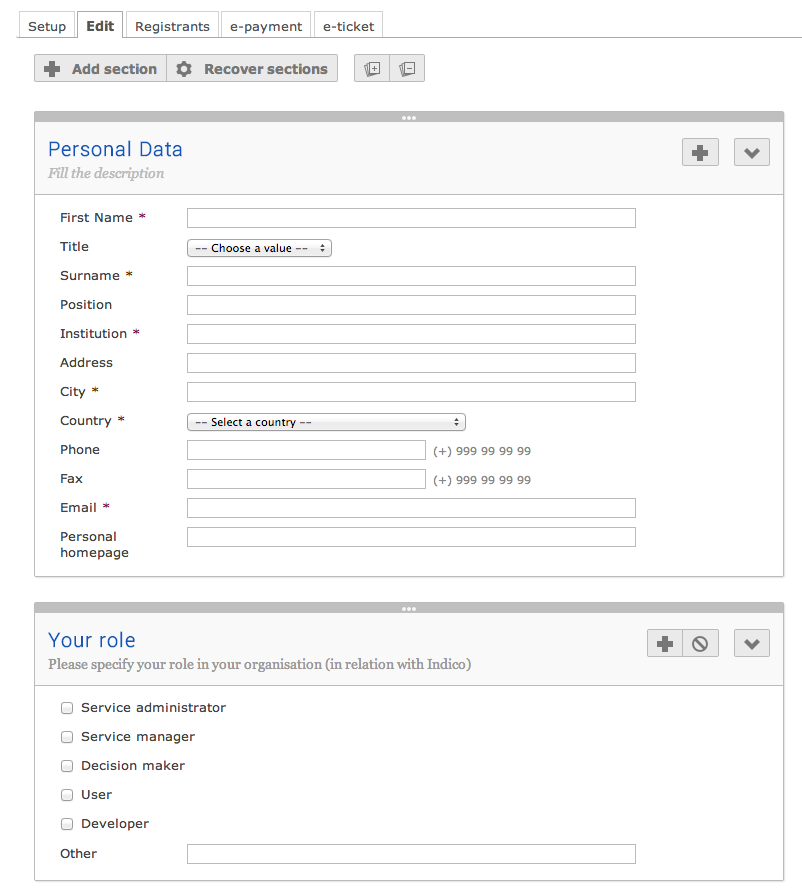 Setup Edit Registrants e-payment e-ticket
Add section Recover sections
Personal Data
Fill the description
First Name *
Title -- Choose a value --
Surname *
Position
Institution *
Address
City *
Country * -- Select a country --
Phone (+) 999 99 99 99
Fax (+) 999 99 99 99
Email *
Personal
homepage
Your role
Please specify your role in your organisation (in relation with Indico)
Service administrator
Service manager
Decision maker
User
Developer
Other